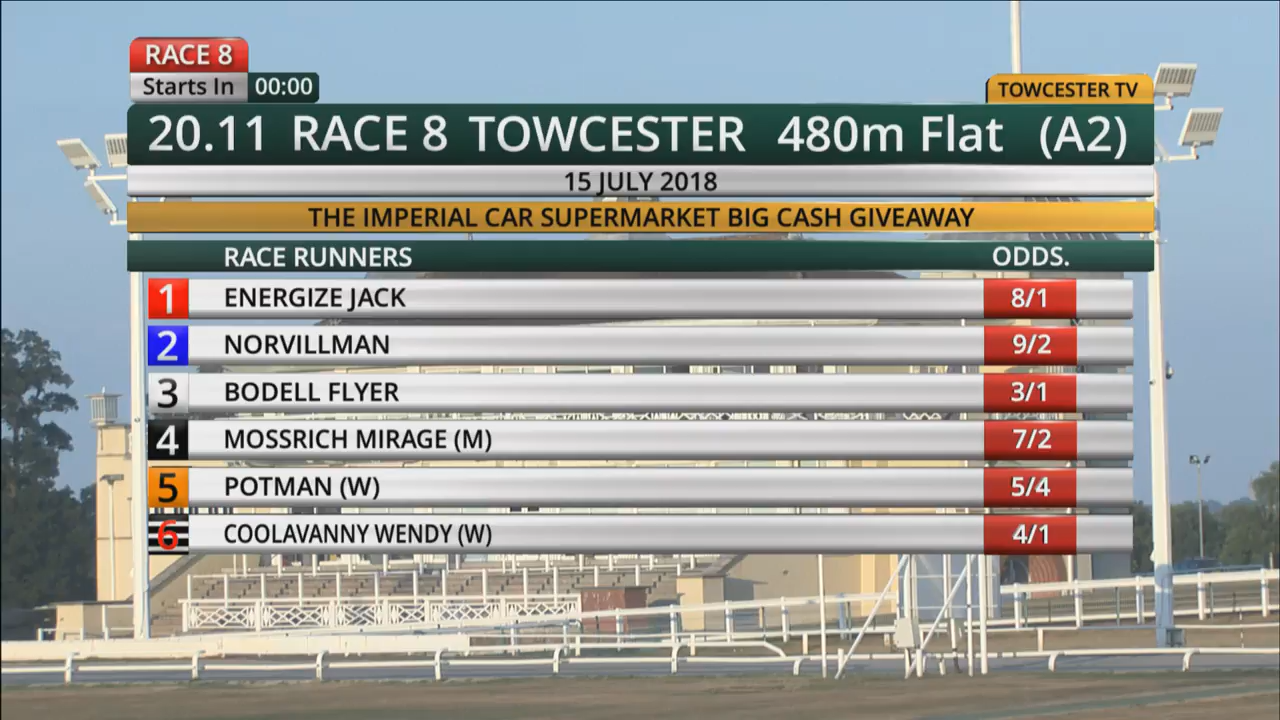 RACE 8
Starts In 00:00
TOWCESTER TV
20.11 RACE 8 TOWCESTER 480m Flat (A2)
15 JULY 2018
THE IMPERIAL CAR SUPERMARKET BIG CASH GIVEAWAY
RACE RUNNERS ODDS.
1 ENERGIZE JACK 8/1
2 NORVILLMAN 9/2
3 BODELL FLYER 3/1
4 MOSSRICH MIRAGE (M) 7/2
5 POTMAN (W) 5/4
6 COOLAVANNY WENDY (W) 4/1